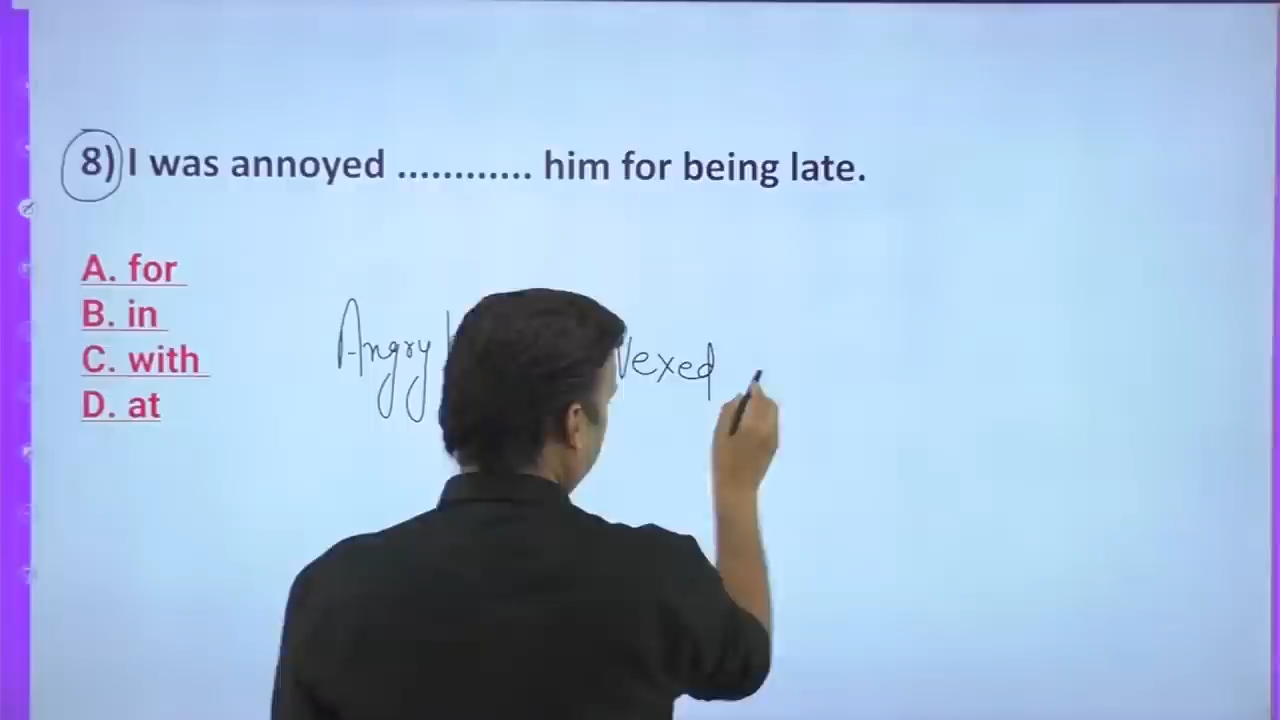 8) I was annoyed ............ him for being late.
A. for
B. in
C. with
D. at
Angry Vexed